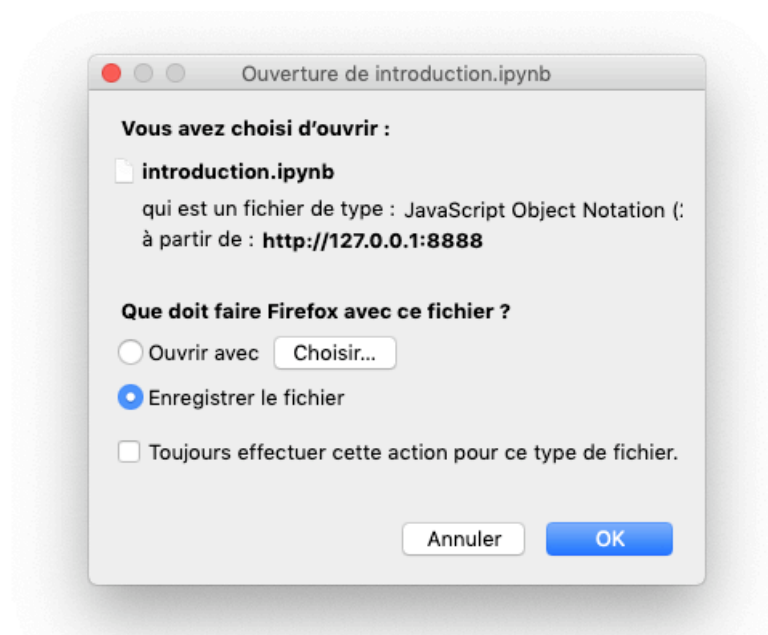 Ouverture de introduction.ipynb
Vous avez choisi d'ouvrir :
introduction.ipynb
qui est un fichier de type : JavaScript Object Notation (
à partir de : http://127.0.0.1:8888
Que doit faire Firefox avec ce fichier ?
Ouvrir avec Choisir...
Enregistrer le fichier
Toujours effectuer cette action pour ce type de fichier.
Annuler OK